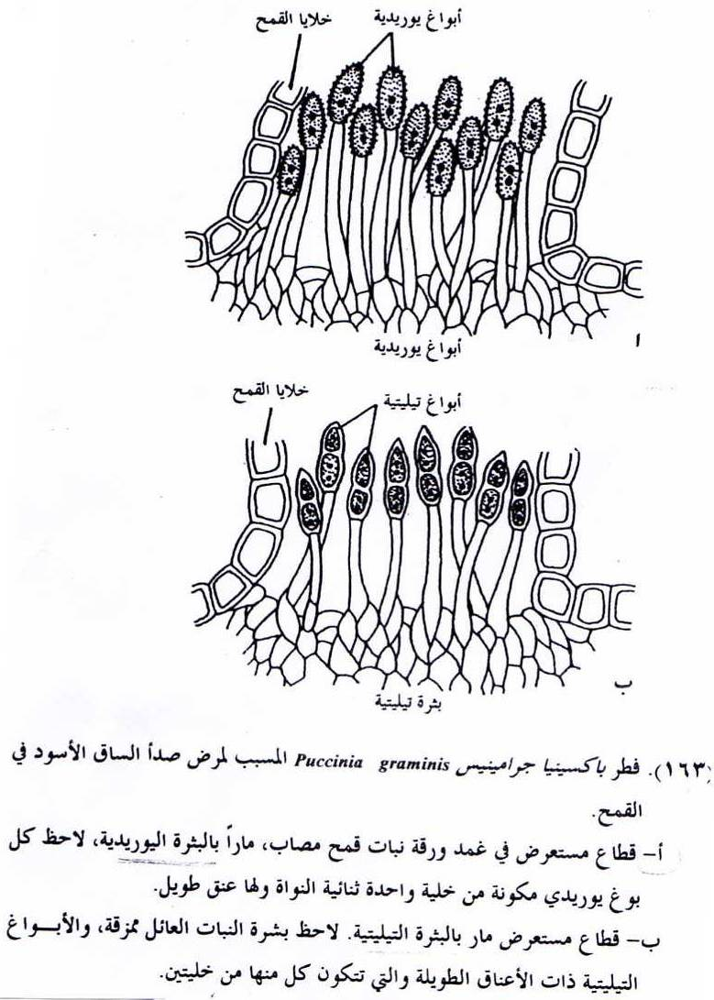 خلايا القمح
أبواغ يوريدية
أبواغ يوريدية
ا
خلايا القمح
أبواغ تيليتية
ب
بثرة تيليتية
(١٦٣). فطر باكسينيا جرامينيس Puccinia graminis المسبب لمرض صدأ الساق الأسود في
القمح.
أ– قطاع مستعرض في غمد ورقة نبات قمح مصاب، ماراً بالبثرة اليوريدية، لاحظ كل
بوغ يوريدي مكونة من خلية واحدة ثنائية النواة ولها عنق طويل.
ب– قطاع مستعرض مار بالبثرة التيليتية. لاحظ بشرة النبات العائل ممزقة، والأبــواغ
التيليتية ذات الأعناق الطويلة والتي تتكون كل منها من خليتين.